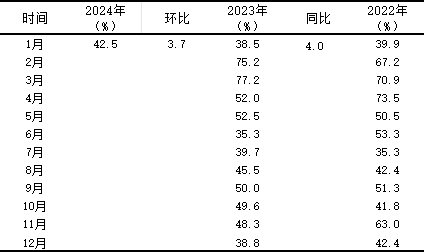 时间 2024年（%） 环比 2023年（%） 同比 2022年（%）
1月 42.5 3.7 38.5 4.0 39.9
2月 75.2 67.2
3月 77.2 70.9
4月 52.0 73.5
5月 52.5 50.5
6月 35.3 53.3
7月 39.7 35.3
8月 45.5 42.4
9月 50.0 51.3
10月 49.6 41.8
11月 48.3 63.0
12月 38.8 42.4